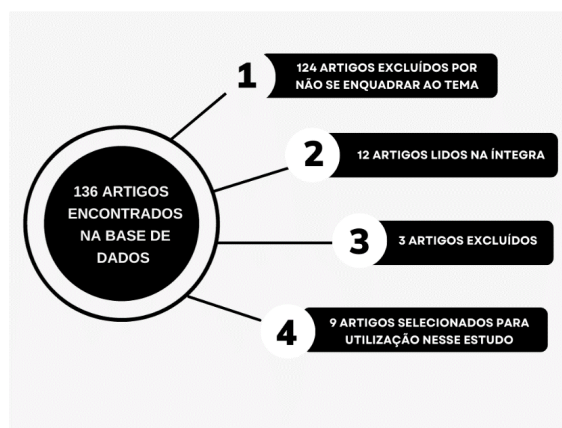 136 ARTIGOS
ENCONTRADOS
NA BASE DE
DADOS
1
124 ARTIGOS EXCLUÍDOS POR
NÃO SE ENQUADRAR AO TEMA
2
12 ARTIGOS LIDOS NA ÍNTEGRA
3
3 ARTIGOS EXCLUÍDOS
4
9 ARTIGOS SELECIONADOS PARA
UTILIZAÇÃO NESSE ESTUDO